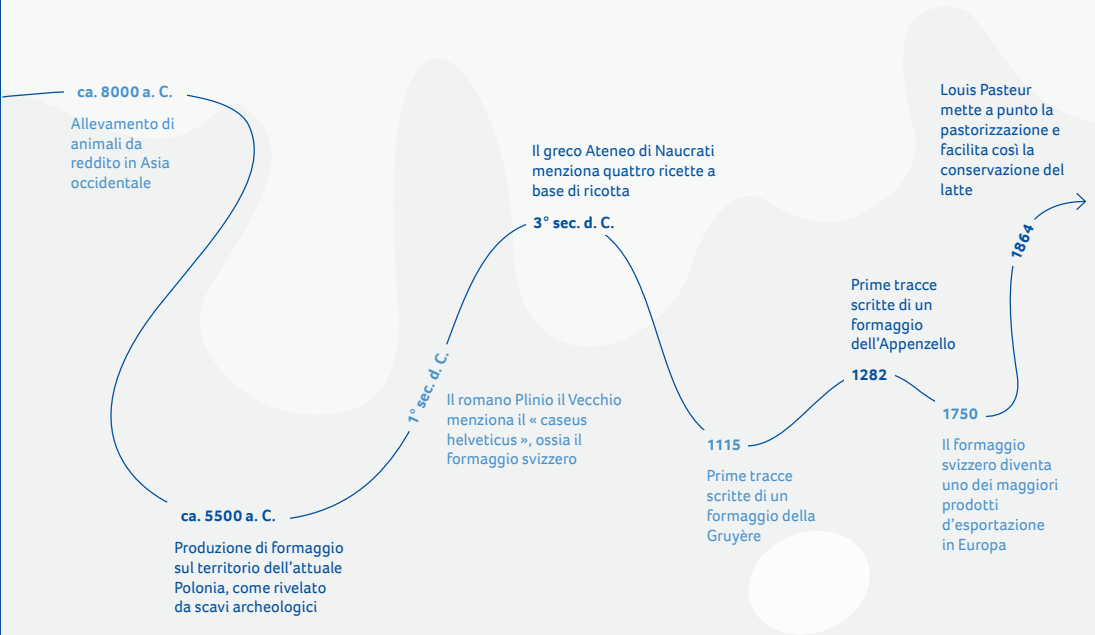 ca. 8000 a. C.
Allevamento di
animali da
reddito in Asia
occidentale
ca. 5500 a. C.
Produzione di formaggio
sul territorio dell’attuale
Polonia, come rivelato
da scavi archeologici
1° sec. d. C.
Il romano Plinio il Vecchio
menziona il « caseus
helveticus », ossia il
formaggio svizzero
Il greco Ateneo di Naucrati
menziona quattro ricette a
base di ricotta
3° sec. d. C.
1115
Prime tracce
scritte di un
formaggio della
Gruyère
Prime tracce
scritte di un
formaggio
dell’Appenzello
1282
1750
Il formaggio
svizzero diventa
uno dei maggiori
prodotti
d’esportazione
in Europa
Louis Pasteur
mette a punto la
pastorizzazione e
facilita così la
conservazione del
latte
1864